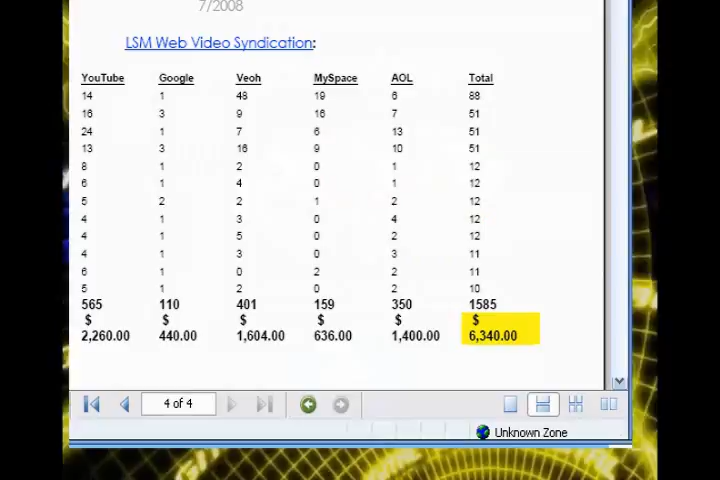 7/2008
LSM Web Video Syndication:
YouTube Google Veoh MySpace AOL Total
14 1 48 19 6 88
16 3 9 16 7 51
24 1 7 6 13 51
13 3 16 9 10 51
8 1 2 0 1 12
6 1 4 0 1 12
5 2 2 1 2 12
4 1 3 0 4 12
4 1 5 0 2 12
4 1 3 0 3 11
6 1 0 2 2 11
5 1 2 0 2 10
565 110 401 159 350 1585
$ $ $ $ $ $
2,260.00 440.00 1,604.00 636.00 1,400.00 6,340.00
4 of 4
Unknown Zone